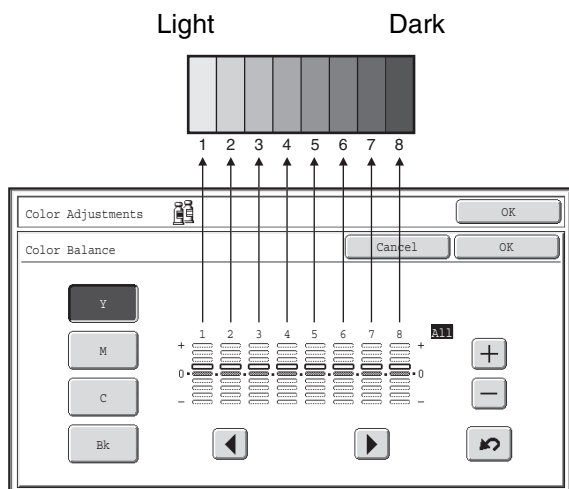 Light Dark
1 2 3 4 5 6 7 8
Color Adjustments OK
Color Balance Cancel OK
Y
1 2 3 4 5 6 7 8 All
+ +
M
0 0
C
- -
Bk